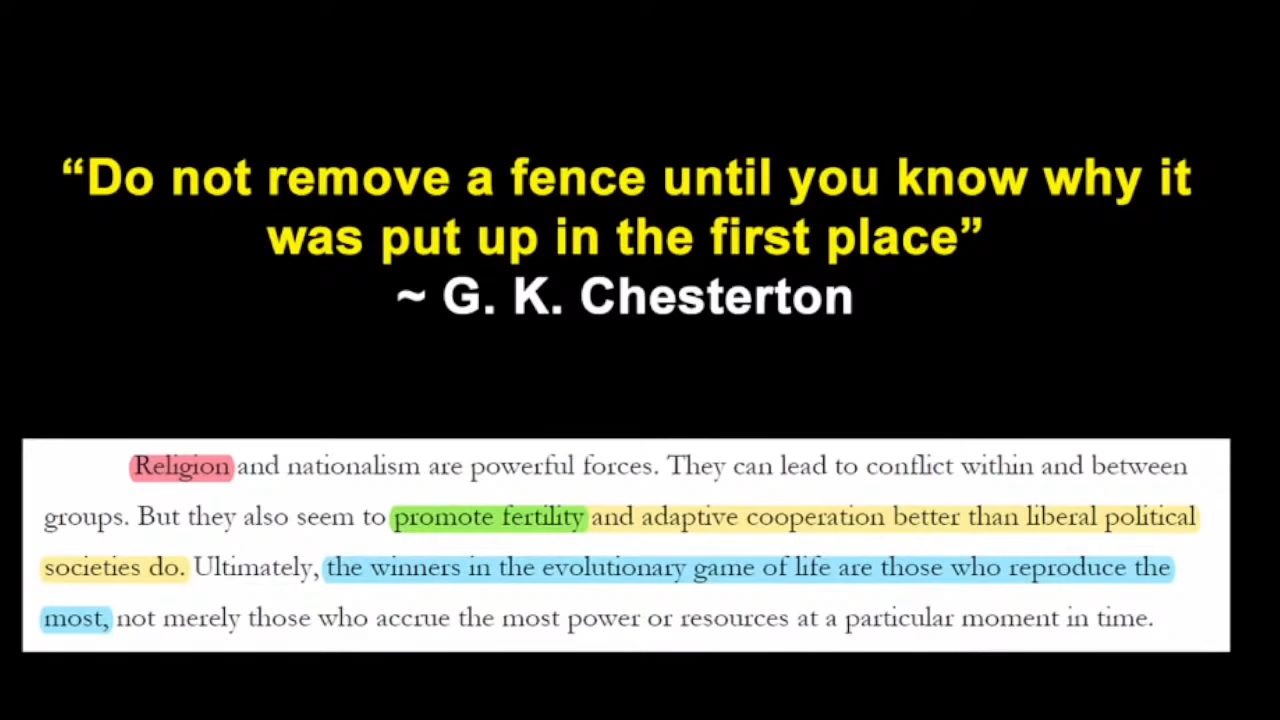 “Do not remove a fence until you know why it
was put up in the first place”
~ G. K. Chesterton
Religion and nationalism are powerful forces. They can lead to conflict within and between
groups. But they also seem to promote fertility and adaptive cooperation better than liberal political
societies do. Ultimately, the winners in the evolutionary game of life are those who reproduce the
most, not merely those who accrue the most power or resources at a particular moment in time.